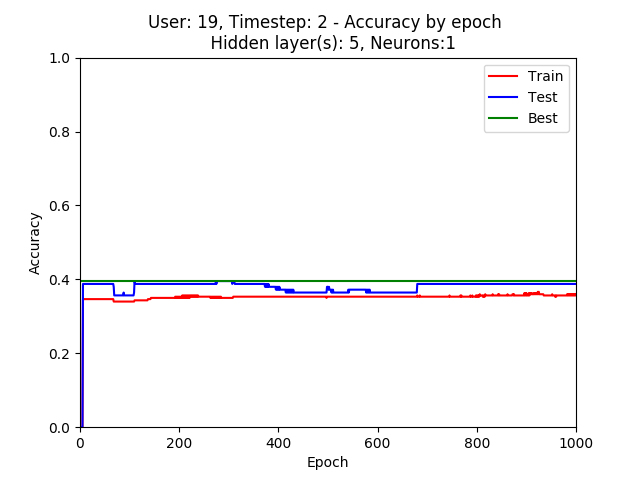 User: 19, Timestep: 2 - Accuracy by epoch
Hidden layer(s): 5, Neurons:1
1.0
Train
Test
Best
0.8
0.6
Accuracy
0.4
0.2
0.0
0 200 400 600 800 1000
Epoch